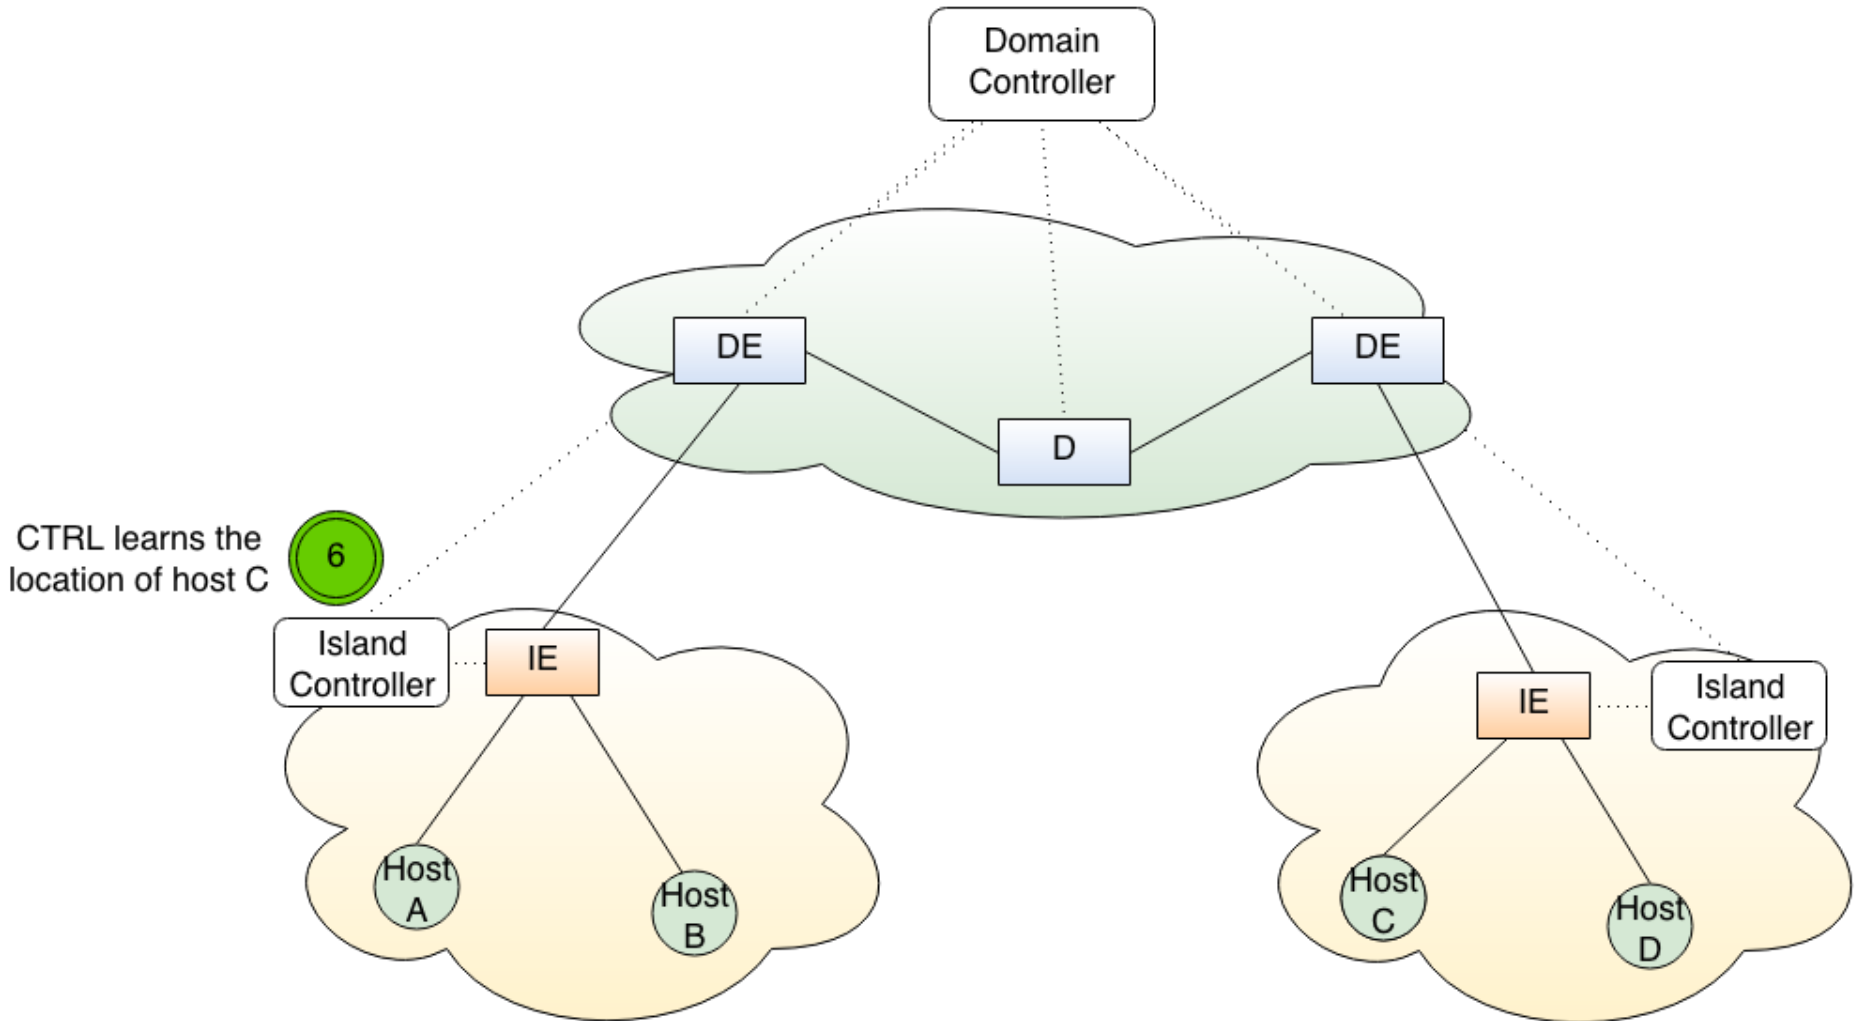 Domain
Controller
DE
DE
D
CTRL learns the
location of host C
6
Island
Controller
IE
IE
Island
Controller
Host
A
Host
B
Host
C
Host
D